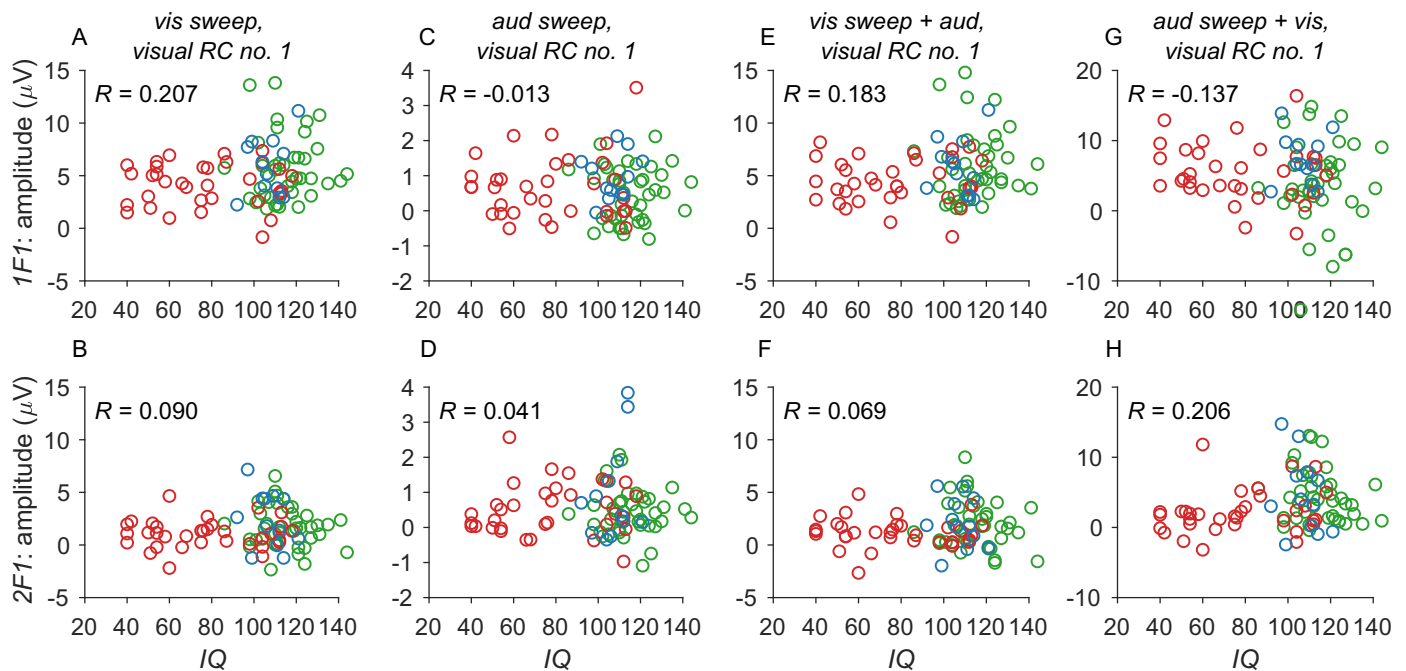 A
vis sweep,
visual RC no. 1
C
aud sweep,
visual RC no. 1
E
vis sweep + aud,
visual RC no. 1
G
aud sweep + vis,
visual RC no. 1
1F1: amplitude (μV)
15
10
5
0
-5
R = 0.207
20 40 60 80 100 120 140
4
3
2
1
0
-1
-2
R = -0.013
20 40 60 80 100 120 140
15
10
5
0
-5
R = 0.183
20 40 60 80 100 120 140
20
10
0
-10
R = -0.137
20 40 60 80 100 120 140
B
D
F
H
2F1: amplitude (μV)
15
10
5
0
-5
R = 0.090
20 40 60 80 100 120 140
IQ
4
3
2
1
0
-1
-2
R = 0.041
20 40 60 80 100 120 140
IQ
15
10
5
0
-5
R = 0.069
20 40 60 80 100 120 140
IQ
20
10
0
-10
R = 0.206
20 40 60 80 100 120 140
IQ